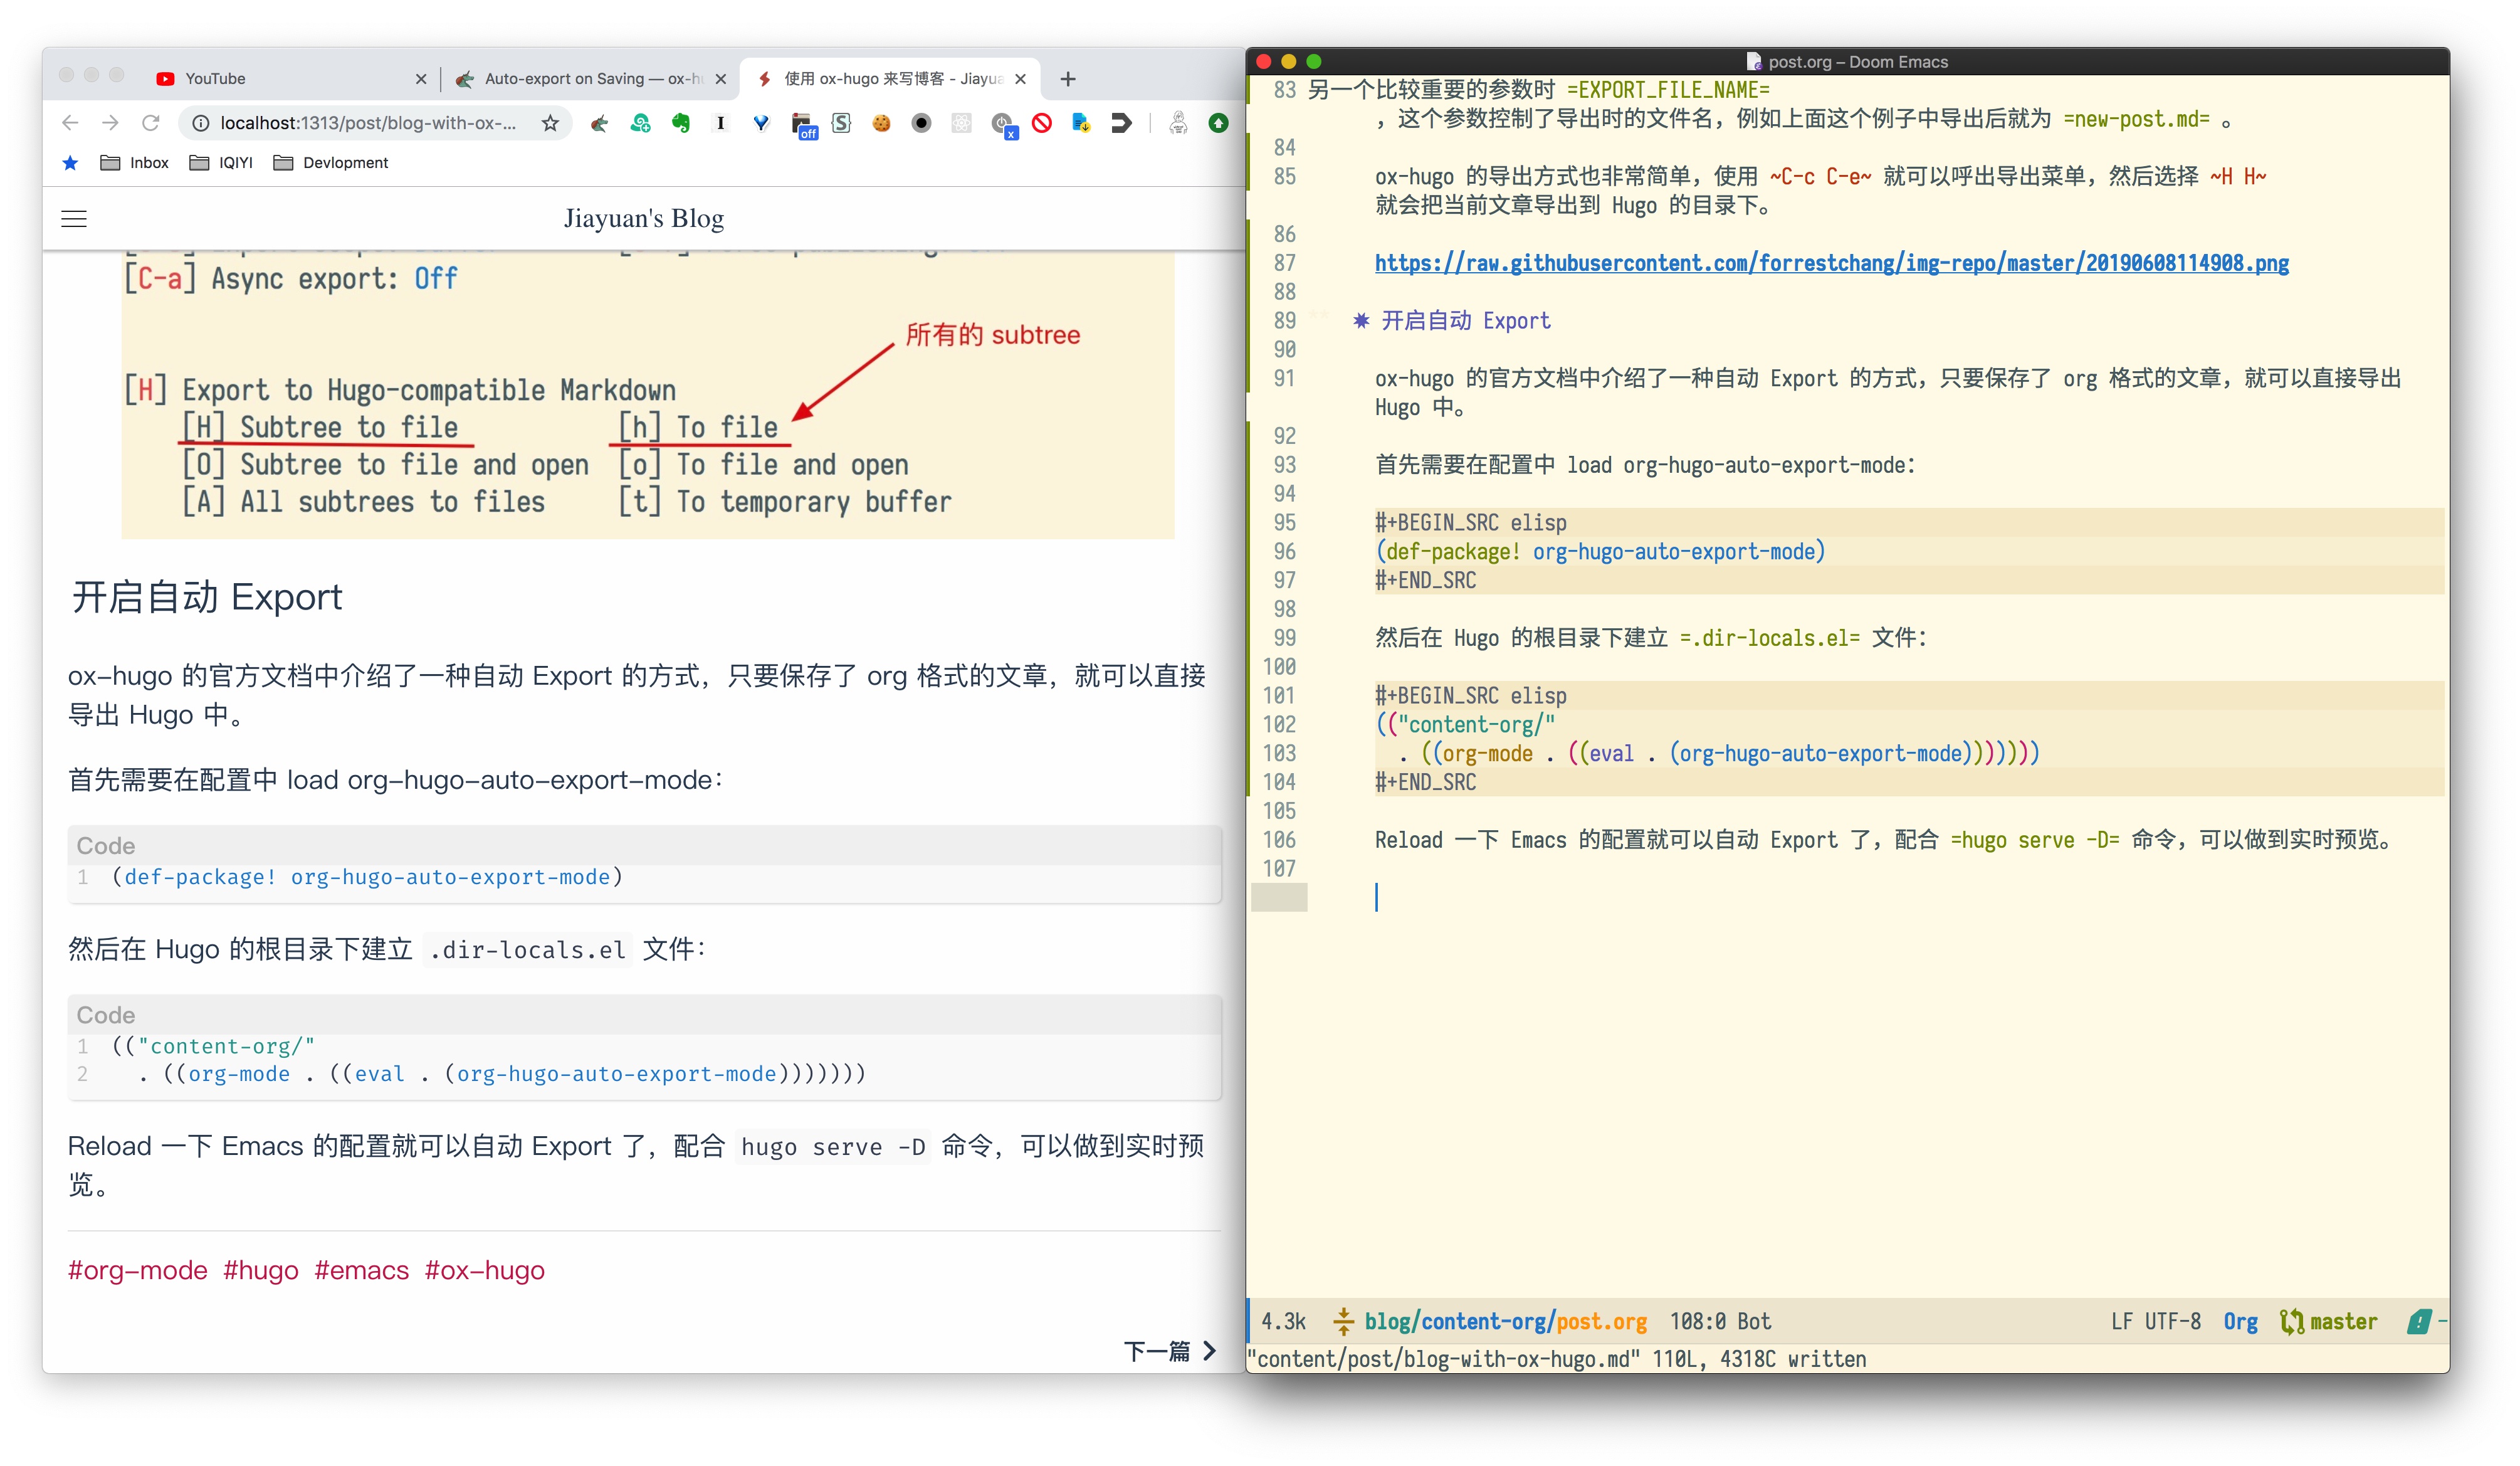 YouTube
Auto-export on Saving — ox-hu
使用 ox-hugo 来写博客 - Jiayua
localhost:1313/post/blog-with-ox-...
off
x
Inbox
IQIYI
Devlopment
Jiayuan's Blog
[C-a] Async export: Off
所有的 subtree
[H] Export to Hugo-compatible Markdown
[H] Subtree to file [h] To file
[O] Subtree to file and open [o] To file and open
[A] All subtrees to files [t] To temporary buffer
开启自动 Export
ox-hugo 的官方文档中介绍了一种自动 Export 的方式，只要保存了 org 格式的文章，就可以直接
导出 Hugo 中。
首先需要在配置中 load org-hugo-auto-export-mode：
Code
1 (def-package! org-hugo-auto-export-mode)
然后在 Hugo 的根目录下建立 .dir-locals.el 文件：
Code
1 (("content-org/"
2 . ((org-mode . ((eval . (org-hugo-auto-export-mode)))))))
Reload 一下 Emacs 的配置就可以自动 Export 了，配合 hugo serve -D 命令，可以做到实时预
览。
#org-mode #hugo #emacs #ox-hugo
下一篇
post.org – Doom Emacs
83 另一个比较重要的参数时 =EXPORT_FILE_NAME=
，这个参数控制了导出时的文件名，例如上面这个例子中导出后就为 =new-post.md= 。
84
85 ox-hugo 的导出方式也非常简单，使用 ~C-c C-e~ 就可以呼出导出菜单，然后选择 ~H H~
就会把当前文章导出到 Hugo 的目录下。
86
87 https://raw.githubusercontent.com/forrestchang/img-repo/master/20190608114908.png
88
89 ✸ 开启自动 Export
90
91 ox-hugo 的官方文档中介绍了一种自动 Export 的方式，只要保存了 org 格式的文章，就可以直接导出
Hugo 中。
92
93 首先需要在配置中 load org-hugo-auto-export-mode：
94
95 #+BEGIN_SRC elisp
96 (def-package! org-hugo-auto-export-mode)
97 #+END_SRC
98
99 然后在 Hugo 的根目录下建立 =.dir-locals.el= 文件：
100
101 #+BEGIN_SRC elisp
102 (("content-org/"
103 . ((org-mode . ((eval . (org-hugo-auto-export-mode)))))))
104 #+END_SRC
105
106 Reload 一下 Emacs 的配置就可以自动 Export 了，配合 =hugo serve -D= 命令，可以做到实时预览。
107
4.3k blog/content-org/post.org 108:0 Bot LF UTF-8 Org master
"content/post/blog-with-ox-hugo.md" 110L, 4318C written